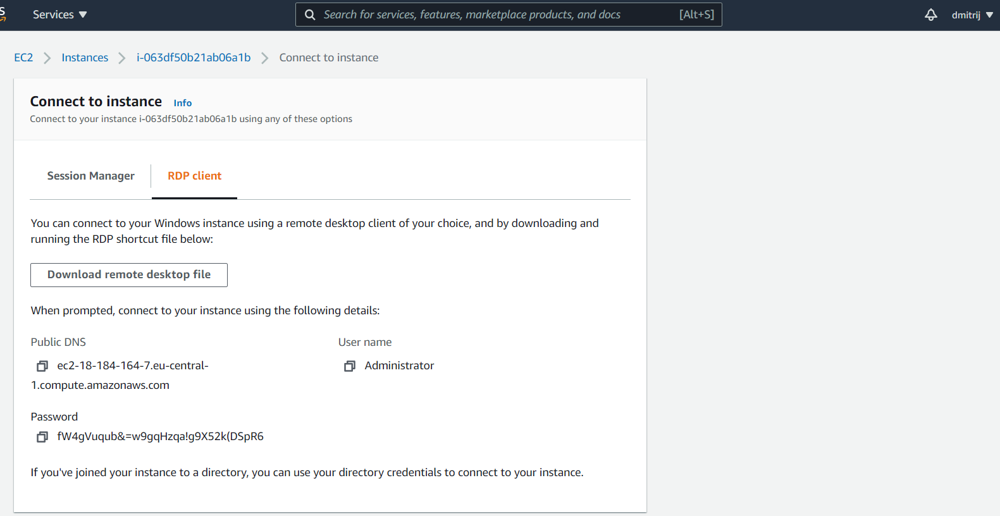 S
Services
Search for services, features, marketplace products, and docs [Alt+S]
dmitrij
EC2 Instances i-063df50b21ab06a1b Connect to instance
Connect to instance Info
Connect to your instance i-063df50b21ab06a1b using any of these options
Session Manager RDP client
You can connect to your Windows instance using a remote desktop client of your choice, and by downloading and
running the RDP shortcut file below:
Download remote desktop file
When prompted, connect to your instance using the following details:
Public DNS
ec2-18-184-164-7.eu-central-
1.compute.amazonaws.com
User name
Administrator
Password
fW4gVuqub&=w9gqHzqa!g9X52k(DSpR6
If you've joined your instance to a directory, you can use your directory credentials to connect to your instance.